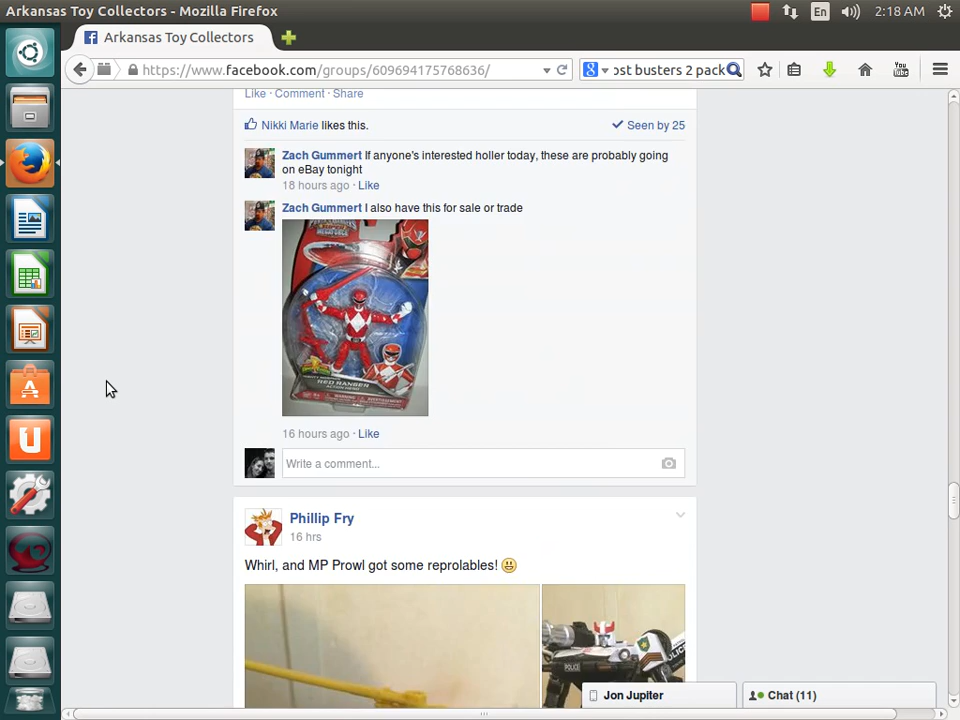 Arkansas Toy Collectors - Mozilla Firefox
En
2:18 AM
Arkansas Toy Collectors
https://www.facebook.com/groups/609694175768636/
ost busters 2 pack
You
Like · Comment · Share
Nikki Marie likes this.
Seen by 25
Zach Gummert If anyone's interested holler today, these are probably going
on eBay tonight
18 hours ago · Like
Zach Gummert I also have this for sale or trade
RED RANGER
16 hours ago · Like
Write a comment...
Phillip Fry
16 hrs
Whirl, and MP Prowl got some reprolables!
POLICE
Jon Jupiter
Chat (11)